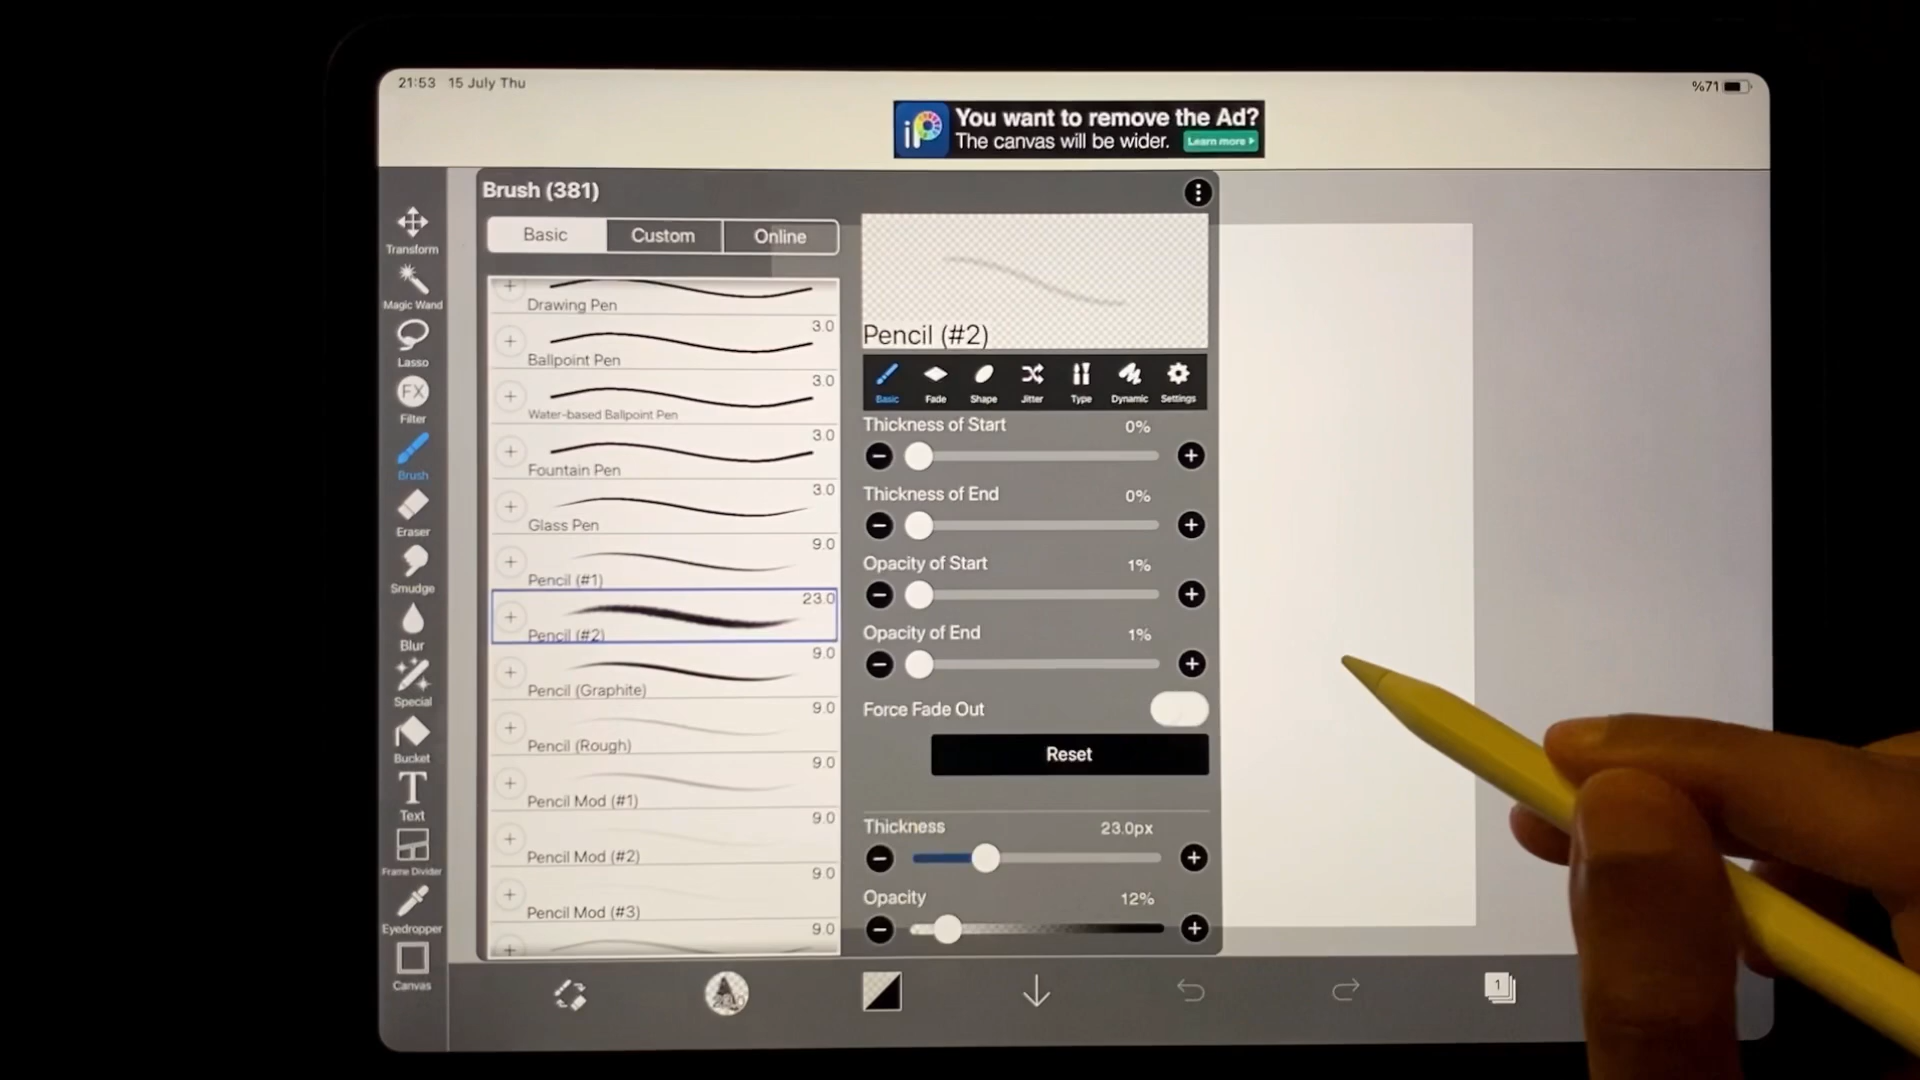 21:53 15 July Thu
%71
iP
You want to remove the Ad?
The canvas will be wider.
Learn more
Brush (381)
Basic
Custom
Online
Transform
Magic Wand
Lasso
FX
Filter
Brush
Eraser
Smudge
Blur
Special
Bucket
T
Text
Frame Divider
Eyedropper
Canvas
Drawing Pen
3.0
Ballpoint Pen
3.0
Water-based Ballpoint Pen
3.0
Fountain Pen
3.0
Glass Pen
9.0
Pencil (#1)
23.0
Pencil (#2)
9.0
Pencil (Graphite)
9.0
Pencil (Rough)
9.0
Pencil Mod (#1)
9.0
Pencil Mod (#2)
9.0
Pencil Mod (#3)
9.0
Pencil (#2)
Basic
Fade
Shape
Jitter
Type
Dynamic
Settings
Thickness of Start 0%
Thickness of End 0%
Opacity of Start 1%
Opacity of End 1%
Force Fade Out
Reset
Thickness 23.0px
Opacity 12%
23.0
1